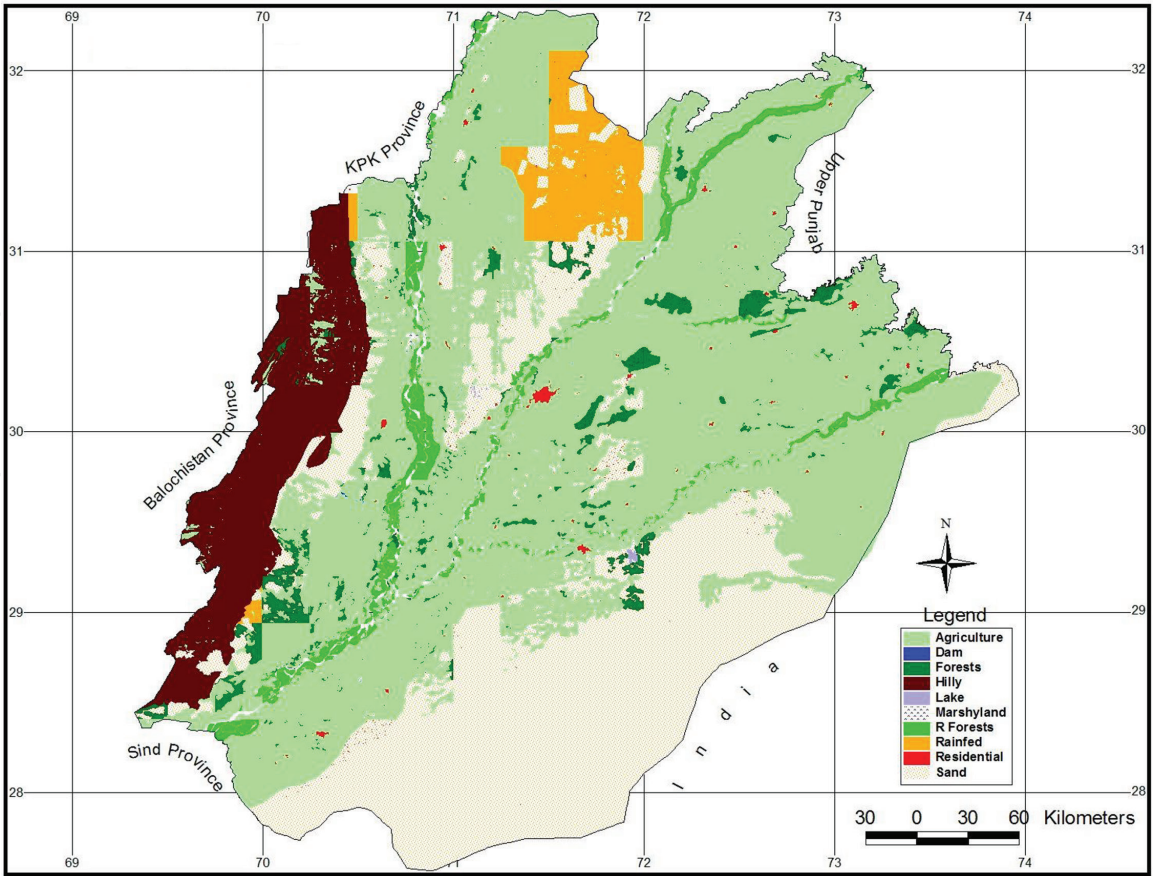 69 70 71 72 73 74
32 32
KPK Province
Upper Punjab
31 31
Balochistan Province
30 30
N
29 29
Legend
Agriculture
Dam
Forests
Hilly
Lake
Marshyland
R Forests
Rainfed
Residential
Sand
India
Sind Province
28 28
30 0 30 60 Kilometers
69 70 71 72 73 74